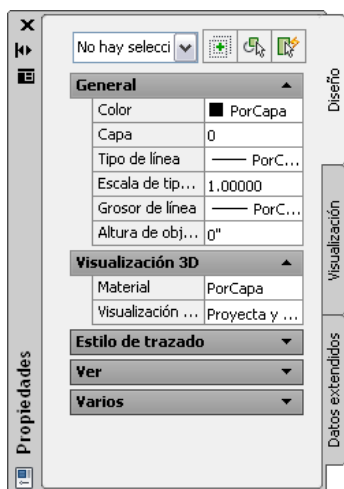 No hay selecci
General
Color PorCapa
Capa 0
Tipo de línea PorC...
Escala de tip... 1.00000
Grosor de línea PorC...
Altura de obj... 0"
Visualización 3D
Material PorCapa
Visualización ... Proyecta y ...
Estilo de trazado
Ver
Varios
Propiedades
Diseño
Visualización
Datos extendidos